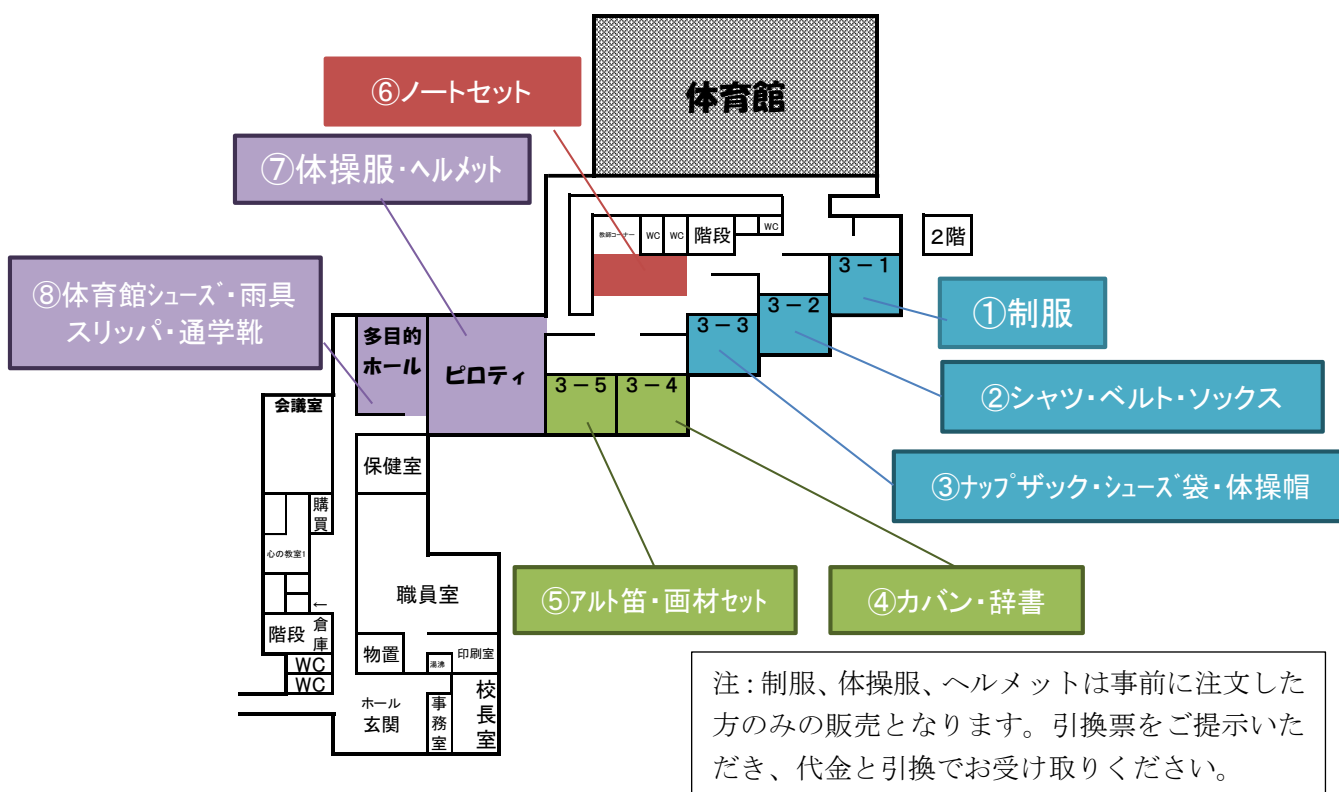 体育館
⑥ノートセット
⑦体操服・ヘルメット
教師コーナー
WC
WC
階段
WC
2階
3-1
⑧体育館シューズ・雨具
スリッパ・通学靴
3-2
①制服
多目的
ホール
ピロティ
3-3
3-5
3-4
②シャツ・ベルト・ソックス
会議室
保健室
③ナップザック・シューズ袋・体操帽
購買
心の教室1
⑤アルト笛・画材セット
④カバン・辞書
職員室
←
階段
倉庫
物置
湯沸
印刷室
WC
WC
ホール
玄関
事務室
校長室
注:制服、体操服、ヘルメットは事前に注文した
方のみの販売となります。引換票をご提示いた
だき、代金と引換でお受け取りください。